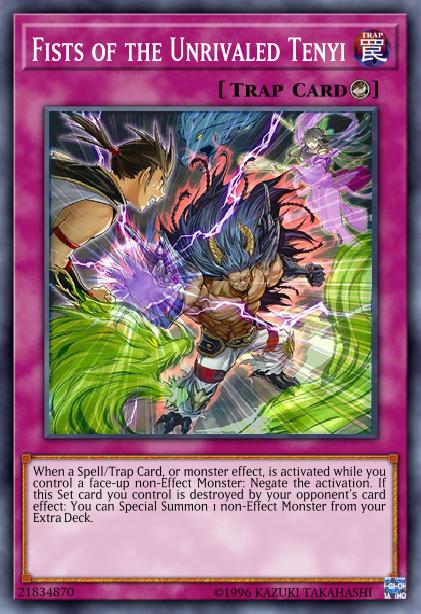 FISTS OF THE UNRIVALED TENYI
TRAP
罠
[TRAP CARD]
When a Spell/Trap Card, or monster effect, is activated while you
control a face-up non-Effect Monster: Negate the activation. If
this Set card you control is destroyed by your opponent's card
effect: You can Special Summon 1 non-Effect Monster from your
Extra Deck.
21834870
©1996 KAZUKI TAKAHASHI